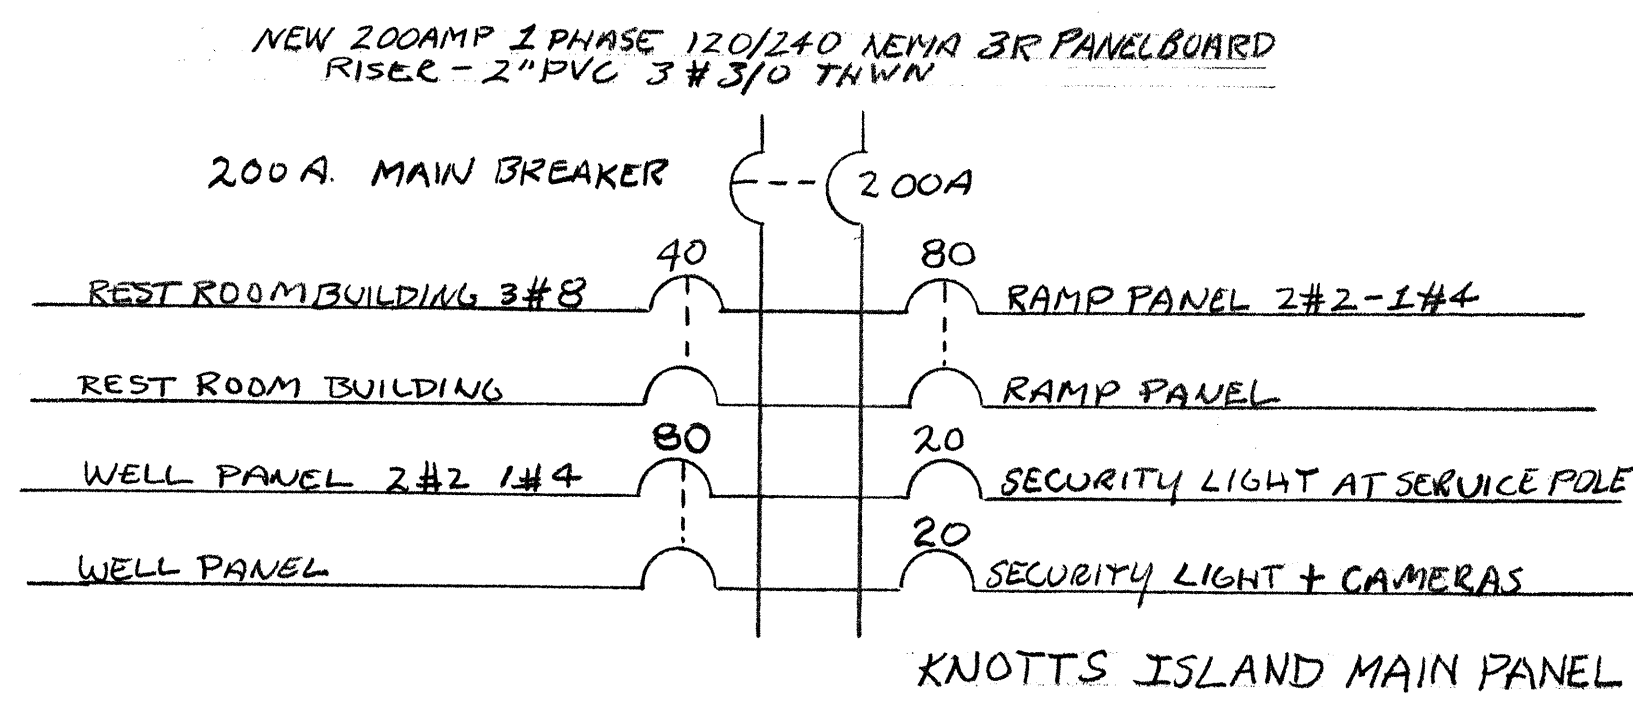 NEW 200AMP 1 PHASE 120/240 NEMA 3R PANELBOARD
RISER - 2" PVC 3 # 3/0 THWN
200 A. MAIN BREAKER 200A
40 80
REST ROOM BUILDING 3#8 RAMP PANEL 2#2-1#4
REST ROOM BUILDING RAMP PANEL
80 20
WELL PANEL 2#2 1#4 SECURITY LIGHT AT SERVICE POLE
20
WELL PANEL SECURITY LIGHT + CAMERAS
KNOTTS ISLAND MAIN PANEL